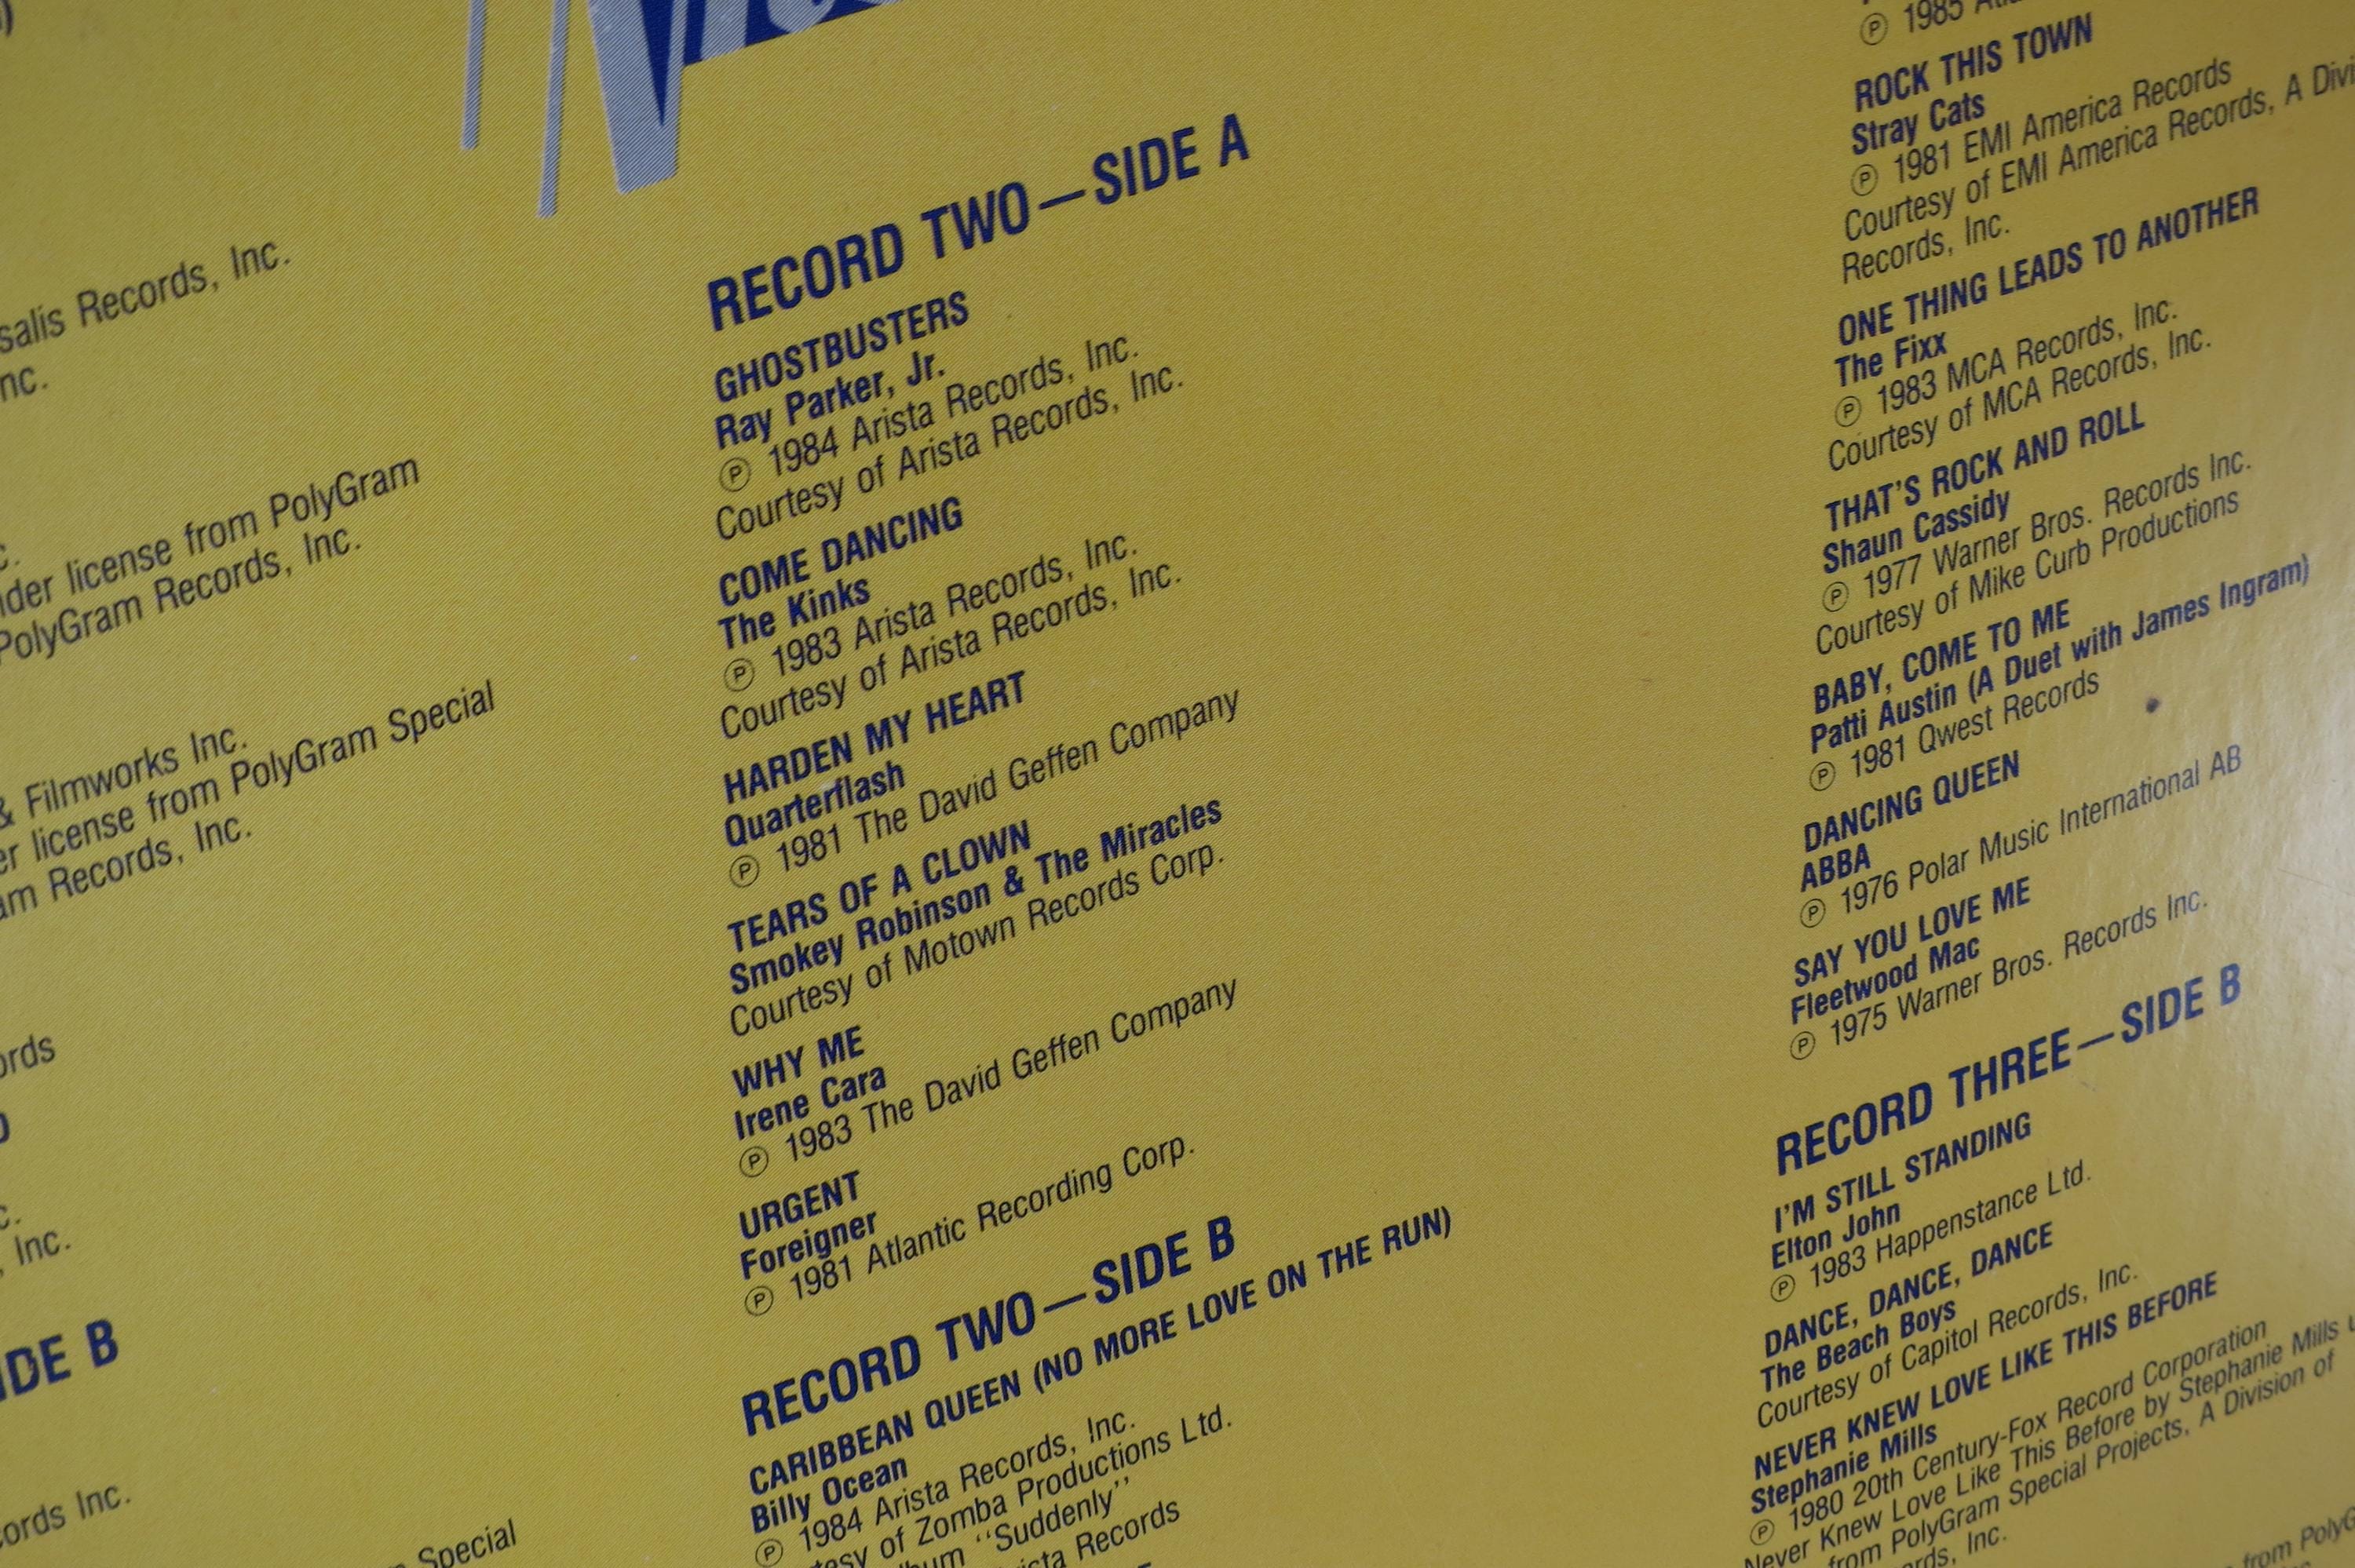 salis Records, Inc.
nc.
c.
nder license from PolyGram
PolyGram Records, Inc.
& Filmworks Inc.
er license from PolyGram Special
am Records, Inc.
ords
c.
, Inc.
IDE B
ords Inc.
Special
RECORD TWO—SIDE A
GHOSTBUSTERS
Ray Parker, Jr.
℗ 1984 Arista Records, Inc.
Courtesy of Arista Records, Inc.
COME DANCING
The Kinks
℗ 1983 Arista Records, Inc.
Courtesy of Arista Records, Inc.
HARDEN MY HEART
Quarterflash
℗ 1981 The David Geffen Company
TEARS OF A CLOWN
Smokey Robinson & The Miracles
Courtesy of Motown Records Corp.
WHY ME
Irene Cara
℗ 1983 The David Geffen Company
URGENT
Foreigner
℗ 1981 Atlantic Recording Corp.
RECORD TWO—SIDE B
CARIBBEAN QUEEN (NO MORE LOVE ON THE RUN)
Billy Ocean
℗ 1984 Arista Records, Inc.
tesy of Zomba Productions Ltd.
lbum "Suddenly"
ista Records
℗ 1985
ROCK THIS TOWN
Stray Cats
℗ 1981 EMI America Records
Courtesy of EMI America Records, A Divi
Records, Inc.
ONE THING LEADS TO ANOTHER
The Fixx
℗ 1983 MCA Records, Inc.
Courtesy of MCA Records, Inc.
THAT'S ROCK AND ROLL
Shaun Cassidy
℗ 1977 Warner Bros. Records Inc.
Courtesy of Mike Curb Productions
BABY, COME TO ME
Patti Austin (A Duet with James Ingram)
℗ 1981 Qwest Records
DANCING QUEEN
ABBA
℗ 1976 Polar Music International AB
SAY YOU LOVE ME
Fleetwood Mac
℗ 1975 Warner Bros. Records Inc.
RECORD THREE—SIDE B
I'M STILL STANDING
Elton John
℗ 1983 Happenstance Ltd.
DANCE, DANCE, DANCE
The Beach Boys
Courtesy of Capitol Records, Inc.
NEVER KNEW LOVE LIKE THIS BEFORE
Stephanie Mills
℗ 1980 20th Century-Fox Record Corporation
Never Knew Love Like This Before by Stephanie Mills u
from PolyGram Special Projects, A Division of
ords, Inc.
from PolyG